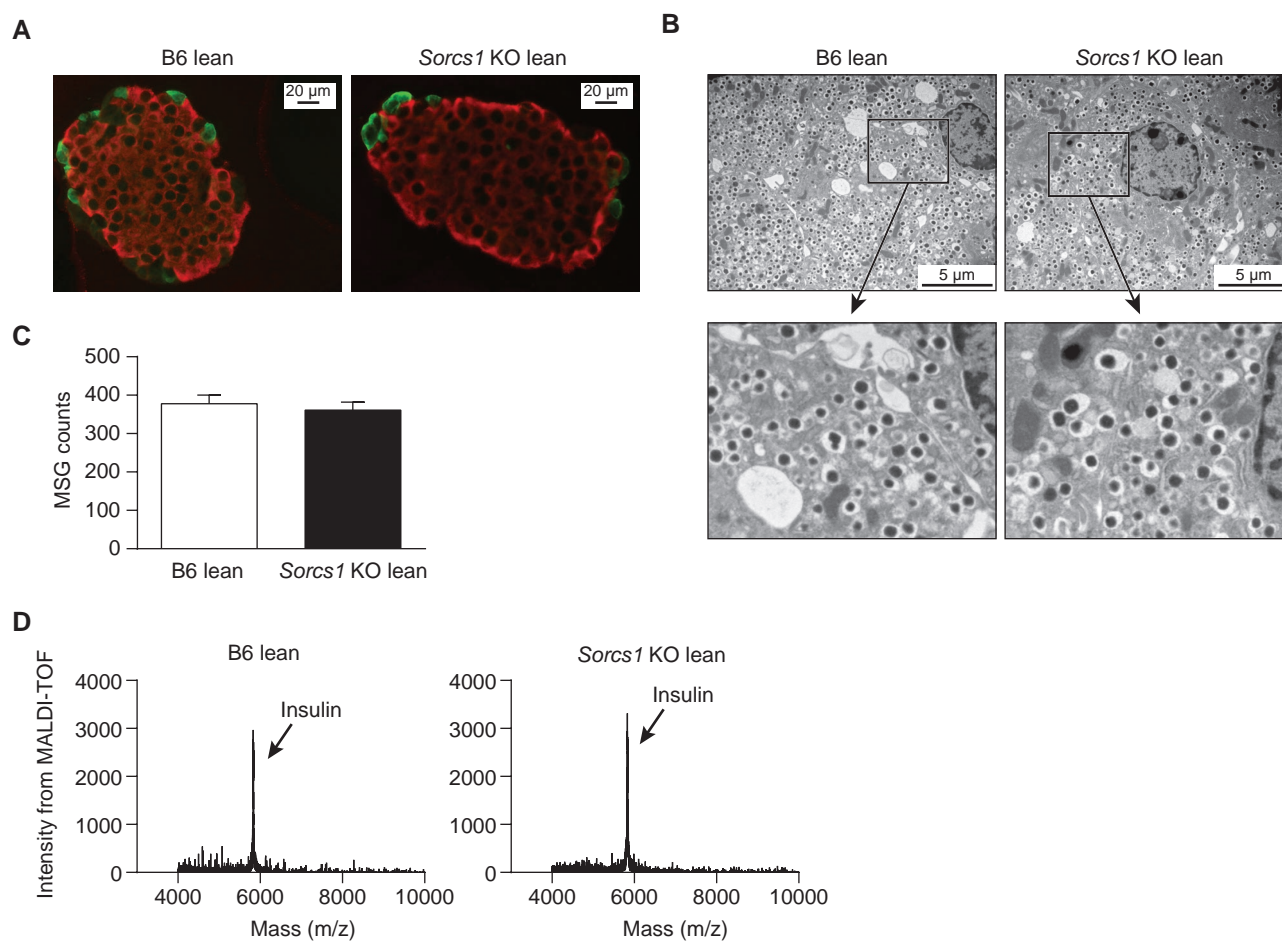 A
B6 lean
Sorcs1 KO lean
20 µm
20 µm
B
B6 lean
Sorcs1 KO lean
5 µm
5 µm
C
MSG counts
500
400
300
200
100
0
B6 lean
Sorcs1 KO lean
D
Intensity from MALDI-TOF
B6 lean
4000
3000
2000
1000
0
Insulin
4000 6000 8000 10000
Mass (m/z)
Sorcs1 KO lean
4000
3000
2000
1000
0
Insulin
4000 6000 8000 10000
Mass (m/z)